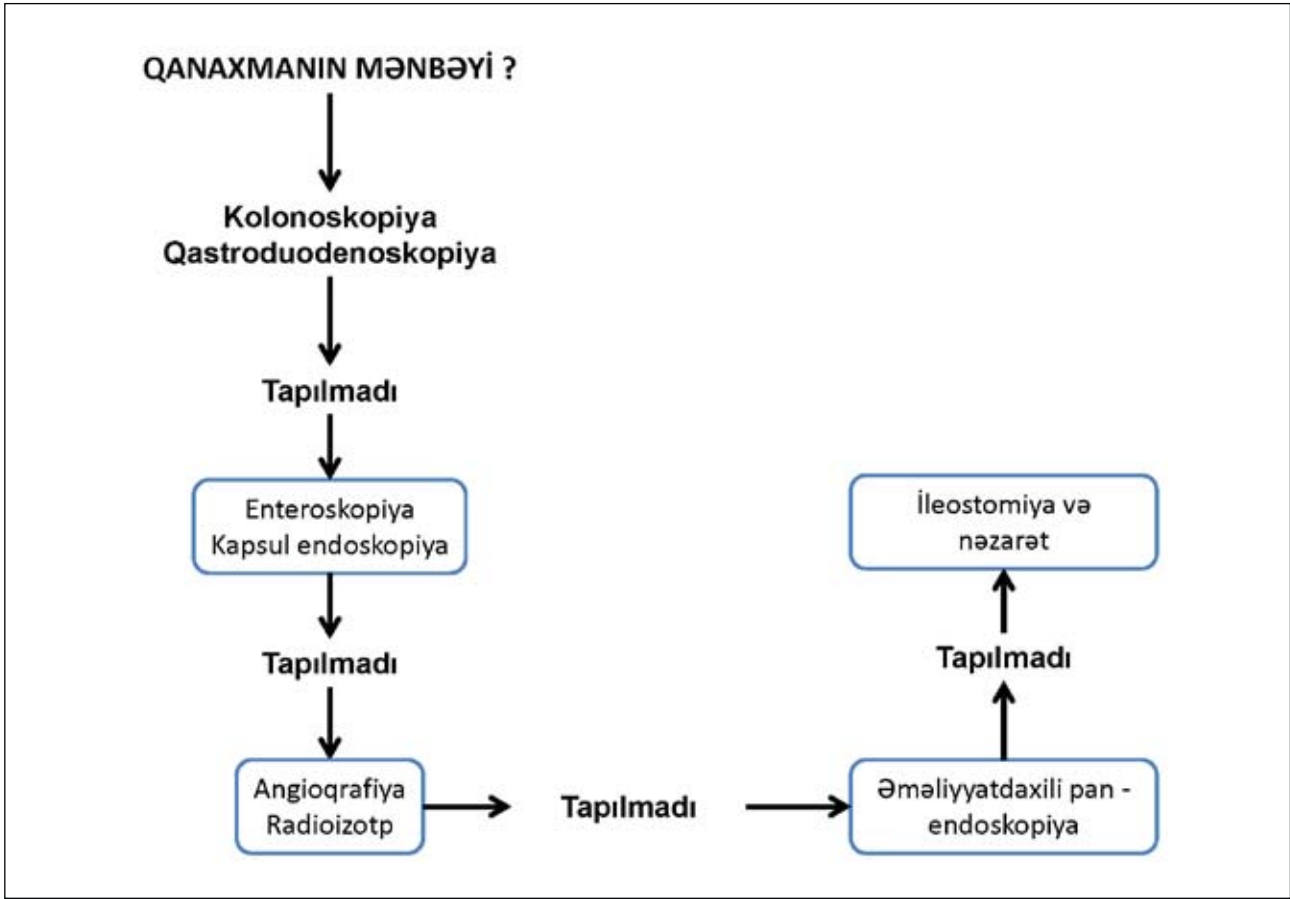 QANAXMANIN MƏNBƏYİ ?
Kolonoskopiya
Qastroduodenoskopiya
Tapılmadı
Enteroskopiya
Kapsul endoskopiya
Tapılmadı
Angioqrafiya
Radioizotp
Tapılmadı
Əməliyyatdaxili pan -
endoskopiya
Tapılmadı
İleostomiya və
nəzarət